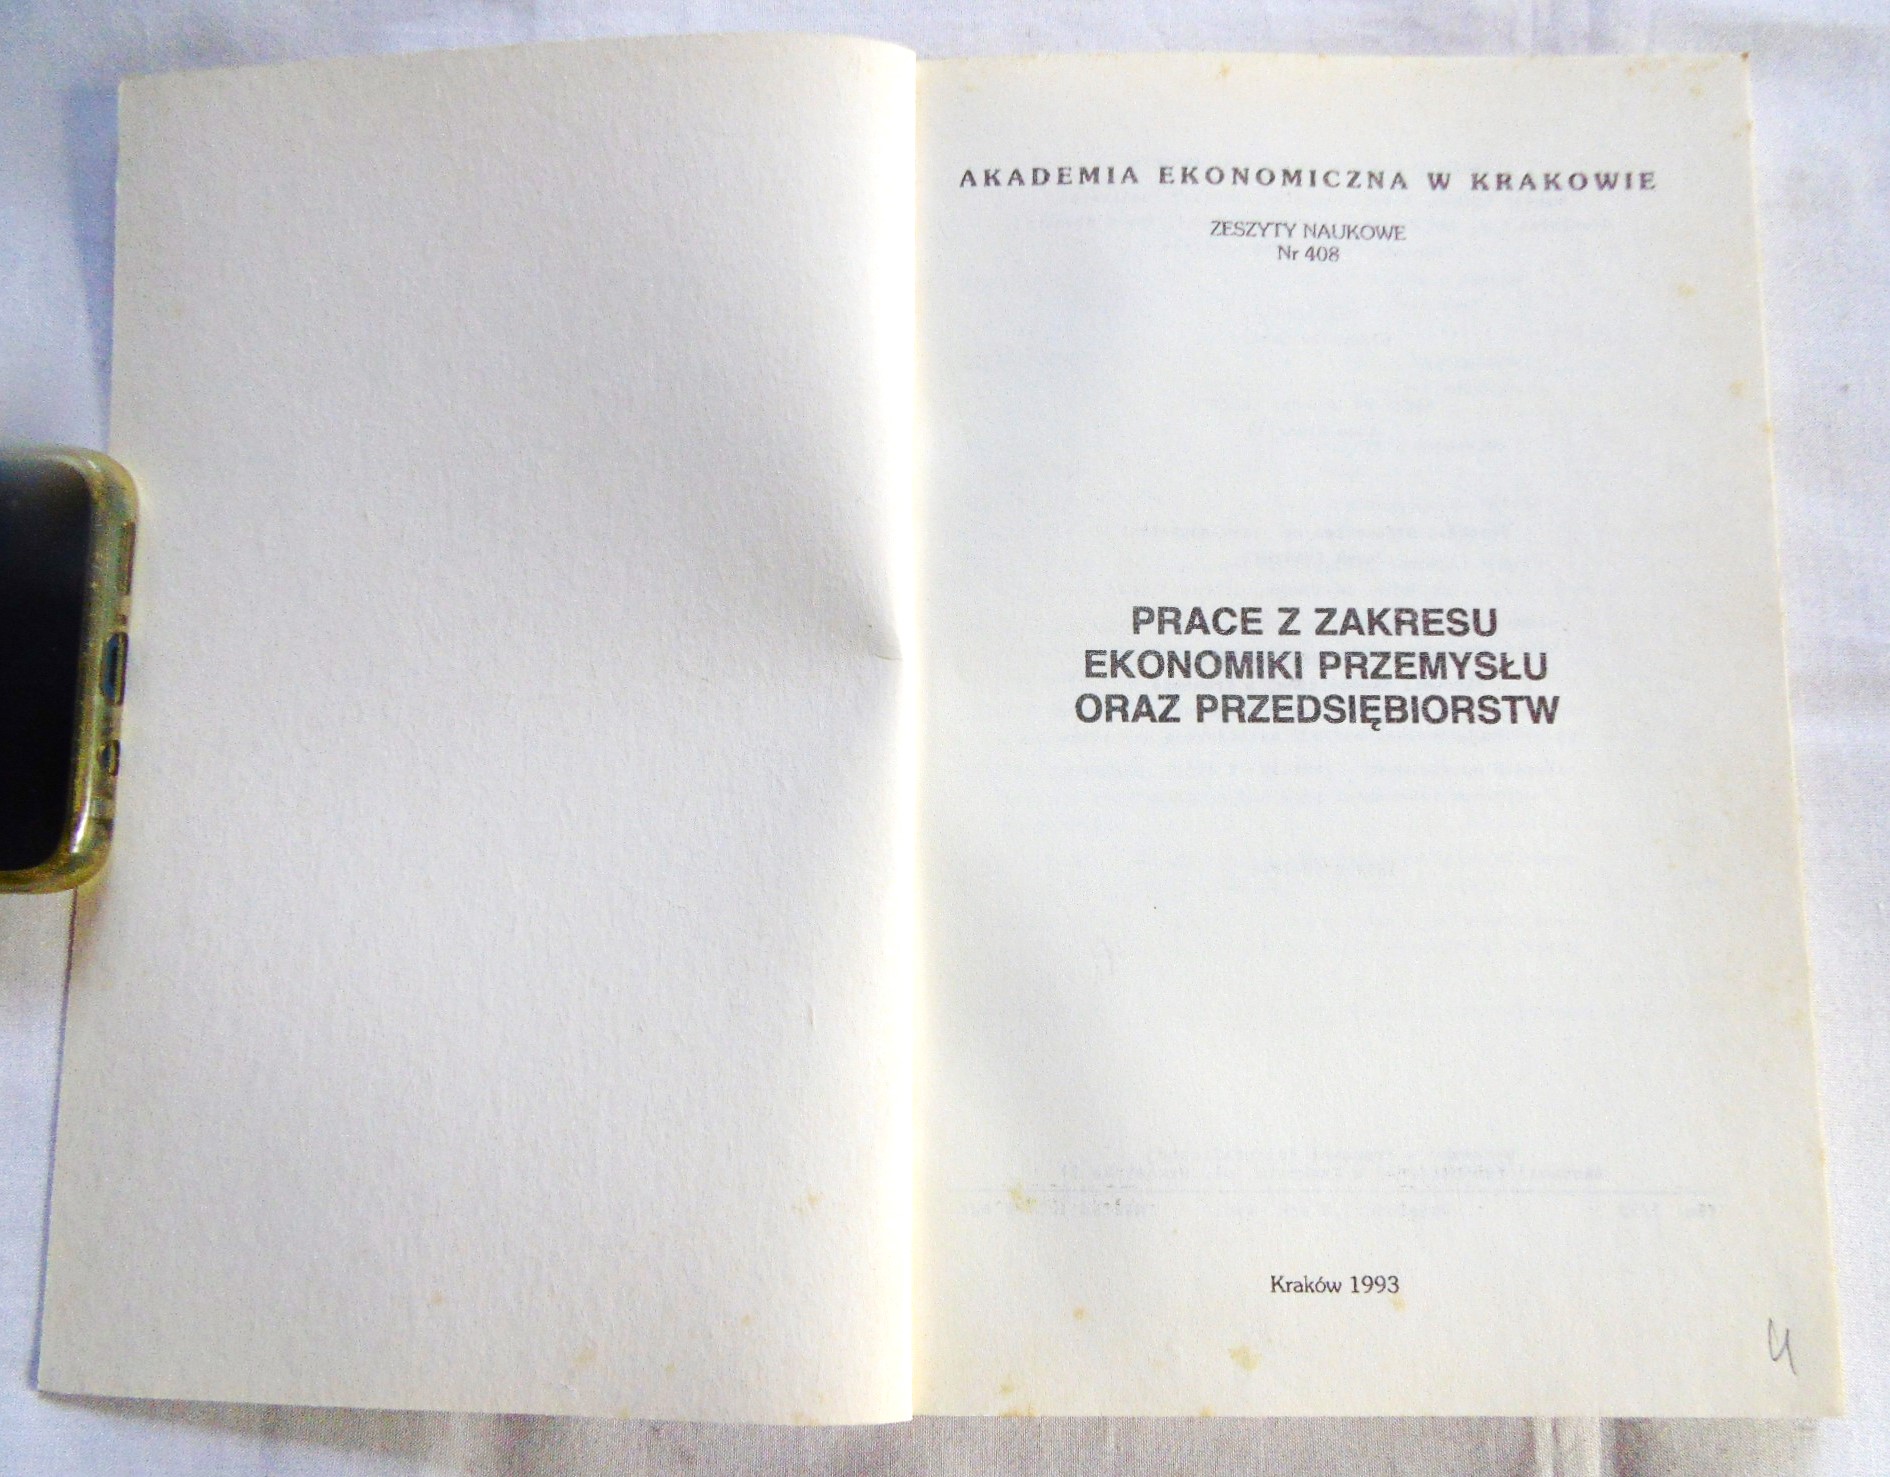 AKADEMIA EKONOMICZNA W KRAKOWIE
ZESZYTY NAUKOWE
Nr 408
PRACE Z ZAKRESU
EKONOMIKI PRZEMYSŁU
ORAZ PRZEDSIĘBIORSTW
Kraków 1993